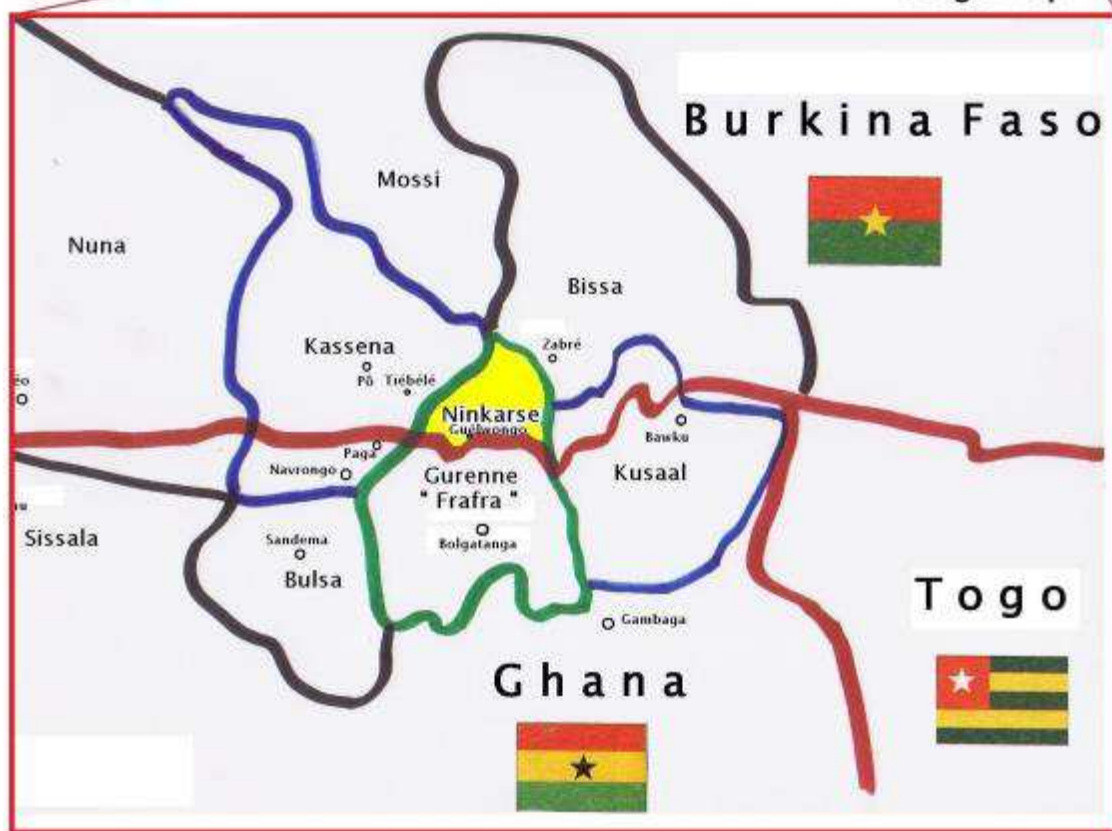 Burkina Faso
Mossi
Nuna
Bissa
Zabré
Kassena
Pô
Tiébélé
Ninkarse
Guélwongo
Bawku
Paga
Navrongo
Gurenne
" Frafra "
Kusaal
Sissala
Sandema
Bolgatanga
Bulsa
Togo
Gambaga
Ghana